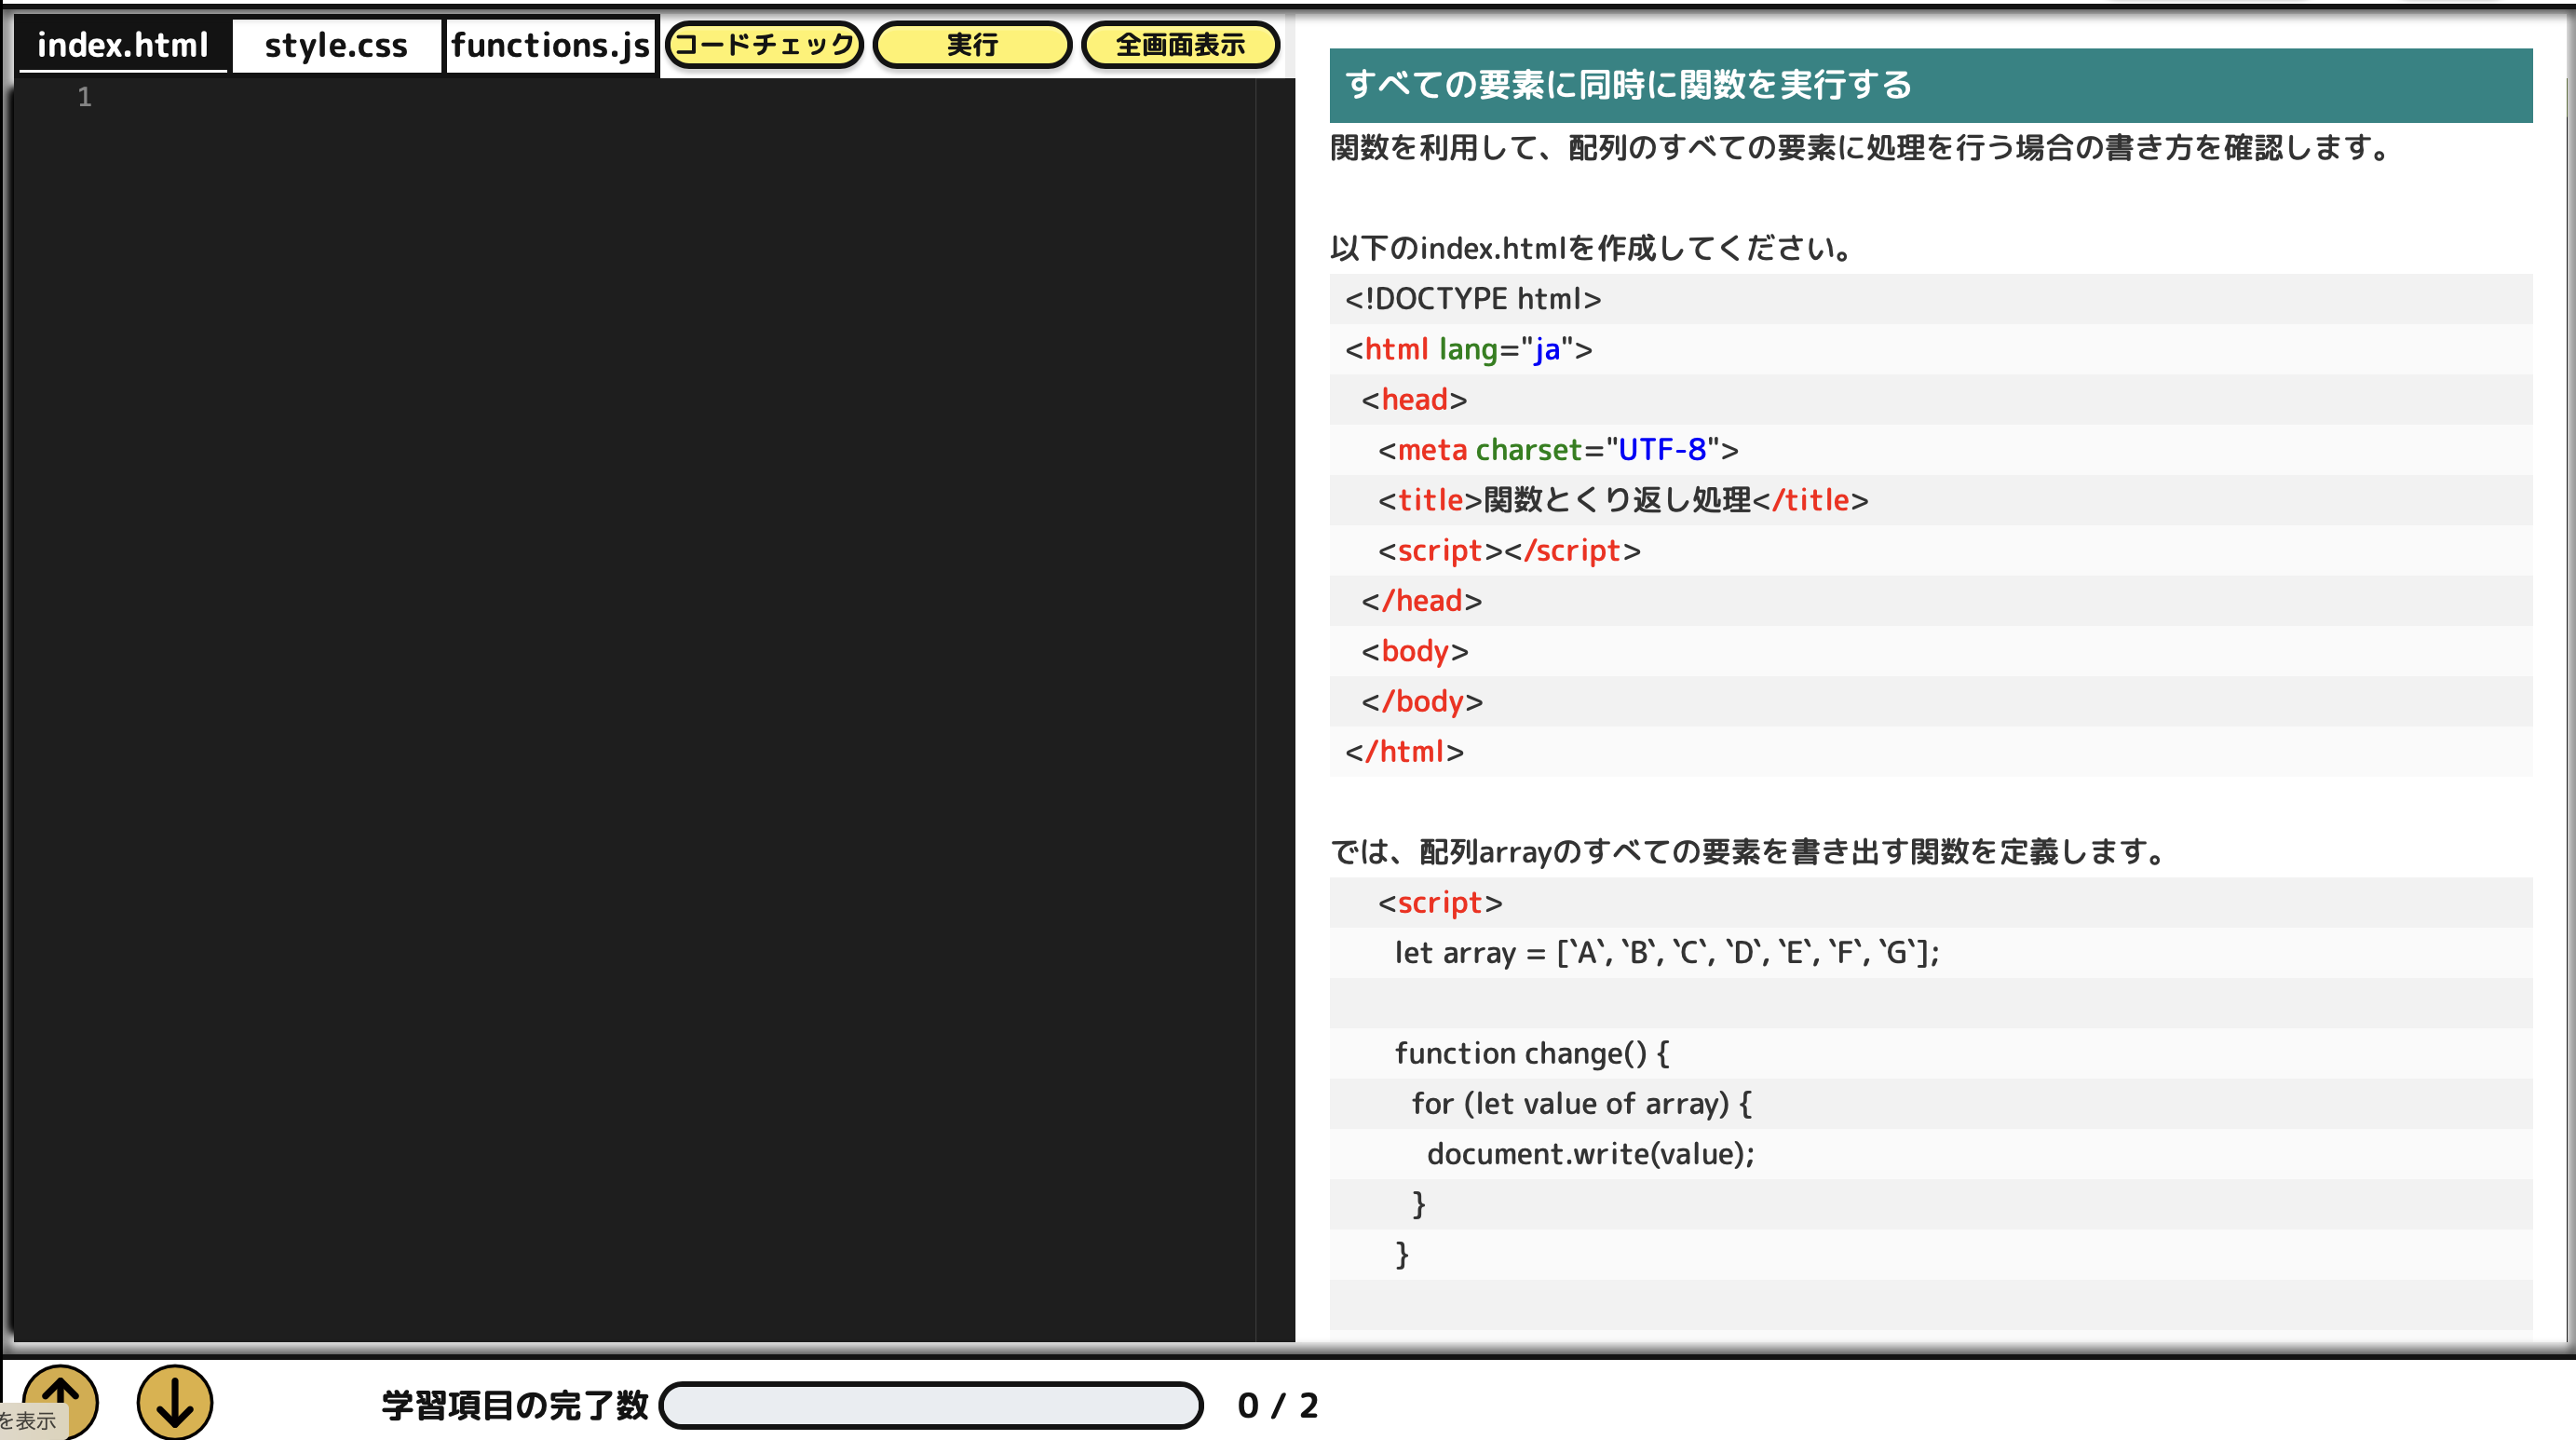 index.html
style.css
functions.js
コードチェック
実行
全画面表示
1
すべての要素に同時に関数を実行する
関数を利用して、配列のすべての要素に処理を行う場合の書き方を確認します。
以下のindex.htmlを作成してください。
<!DOCTYPE html>
<html lang="ja">
<head>
<meta charset="UTF-8">
<title>関数とくり返し処理</title>
<script></script>
</head>
<body>
</body>
</html>
では、配列arrayのすべての要素を書き出す関数を定義します。
<script>
let array = [`A`, `B`, `C`, `D`, `E`, `F`, `G`];
function change() {
for (let value of array) {
document.write(value);
}
}
を表示
学習項目の完了数
0 / 2